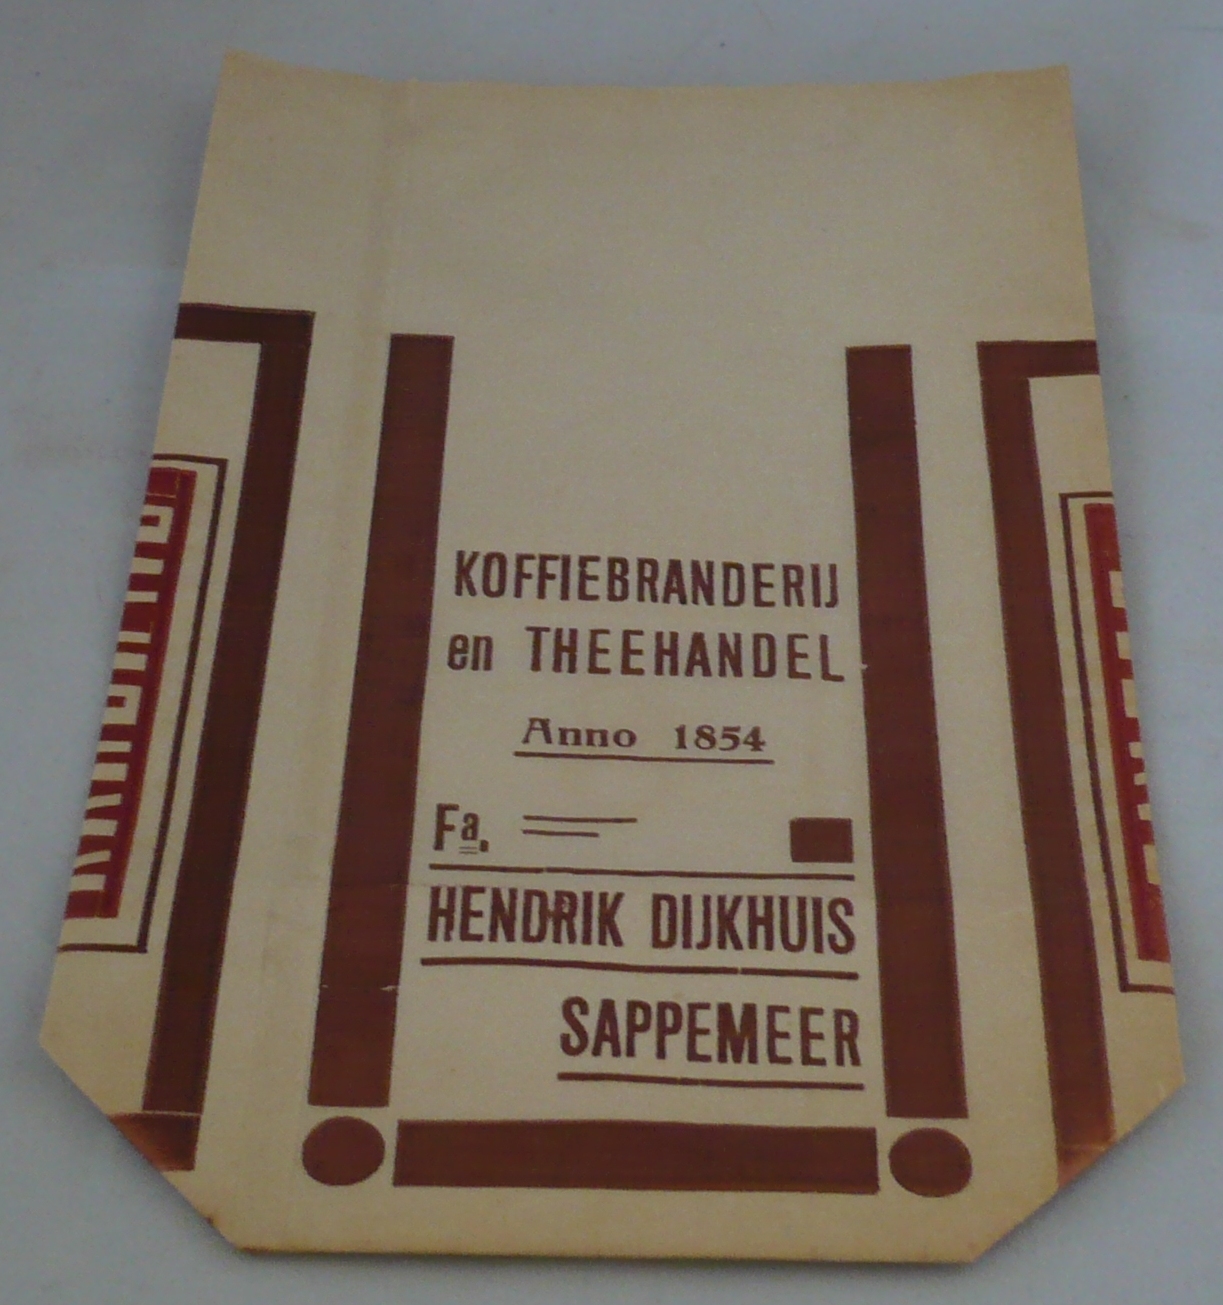 KOFFIEBRANDERIJ
en THEEHANDEL
Anno 1854
Fa.
HENDRIK DIJKHUIS
SAPPEMEER